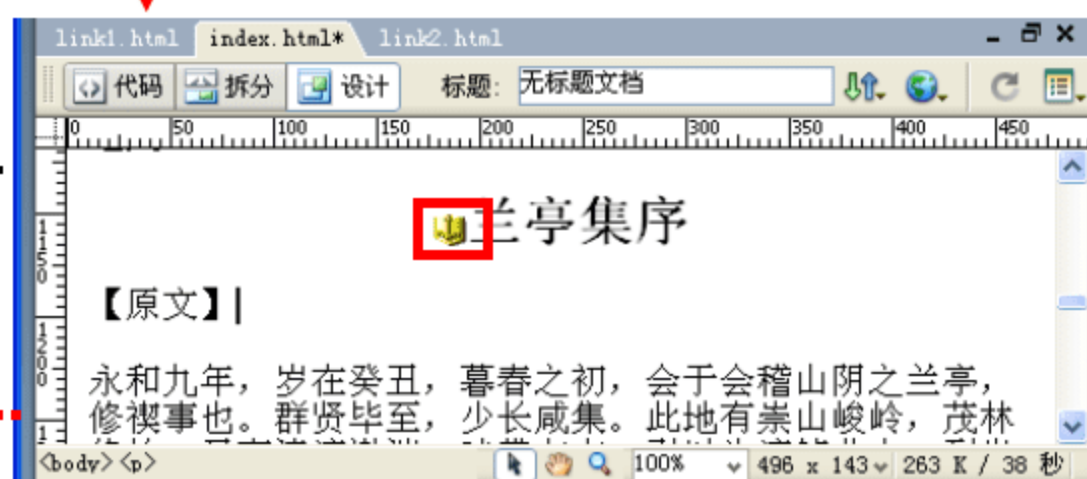 link1.html index.html* link2.html
代码 拆分 设计 标题: 无标题文档
0 50 100 150 200 250 300 350 400 450
兰亭集序
【原文】
永和九年，岁在癸丑，暮春之初，会于会稽山阴之兰亭，
修禊事也。群贤毕至，少长咸集。此地有崇山峻岭，茂林
<body> <p> 100% 496 x 143 263 K / 38 秒
1150
1200